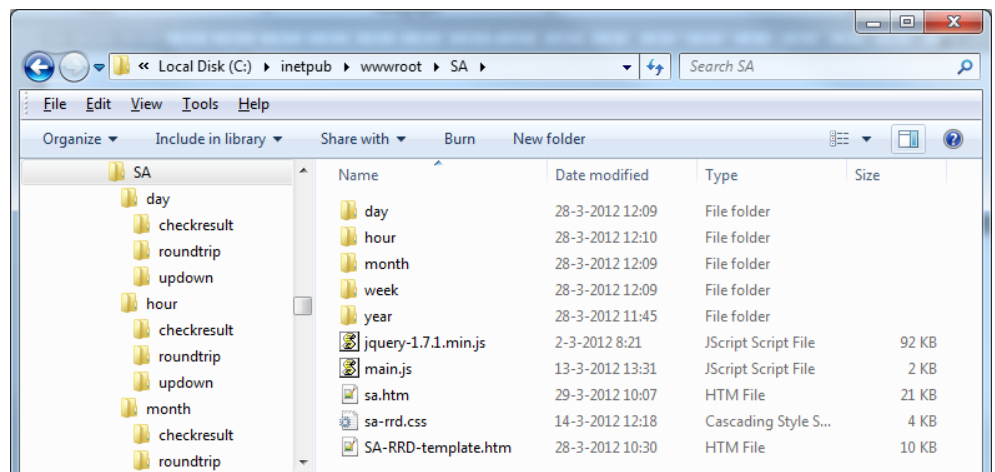 « Local Disk (C:) ▸ inetpub ▸ wwwroot ▸ SA ▸ Search SA
File Edit View Tools Help
Organize Include in library Share with Burn New folder
SA
day
checkresult
roundtrip
updown
hour
checkresult
roundtrip
updown
month
checkresult
roundtrip
Name Date modified Type Size
day 28-3-2012 12:09 File folder
hour 28-3-2012 12:10 File folder
month 28-3-2012 12:09 File folder
week 28-3-2012 12:09 File folder
year 28-3-2012 11:45 File folder
jquery-1.7.1.min.js 2-3-2012 8:21 JScript Script File 92 KB
main.js 13-3-2012 13:31 JScript Script File 2 KB
sa.htm 29-3-2012 10:07 HTM File 21 KB
sa-rrd.css 14-3-2012 12:18 Cascading Style S... 4 KB
SA-RRD-template.htm 28-3-2012 10:30 HTM File 10 KB